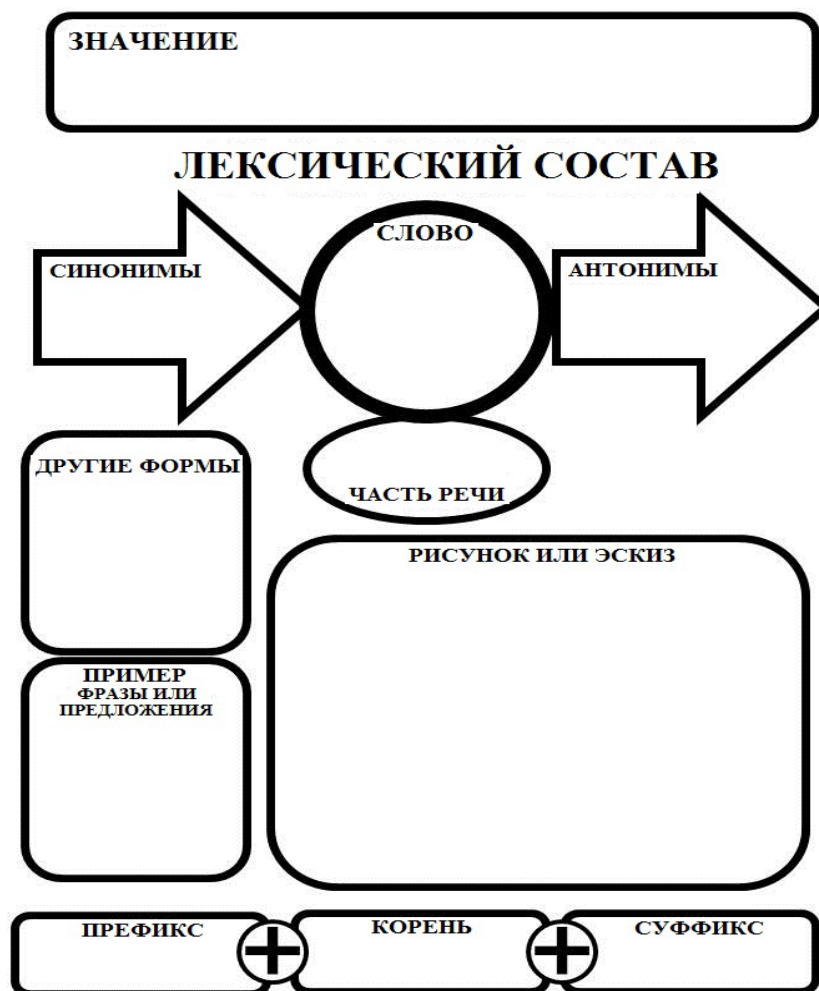 ЗНАЧЕНИЕ
ЛЕКСИЧЕСКИЙ СОСТАВ
СИНОНИМЫ
СЛОВО
АНТОНИМЫ
ДРУГИЕ ФОРМЫ
ЧАСТЬ РЕЧИ
РИСУНОК ИЛИ ЭСКИЗ
ПРИМЕР
ФРАЗЫ ИЛИ
ПРЕДЛОЖЕНИЯ
ПРЕФИКС
КОРЕНЬ
СУФФИКС